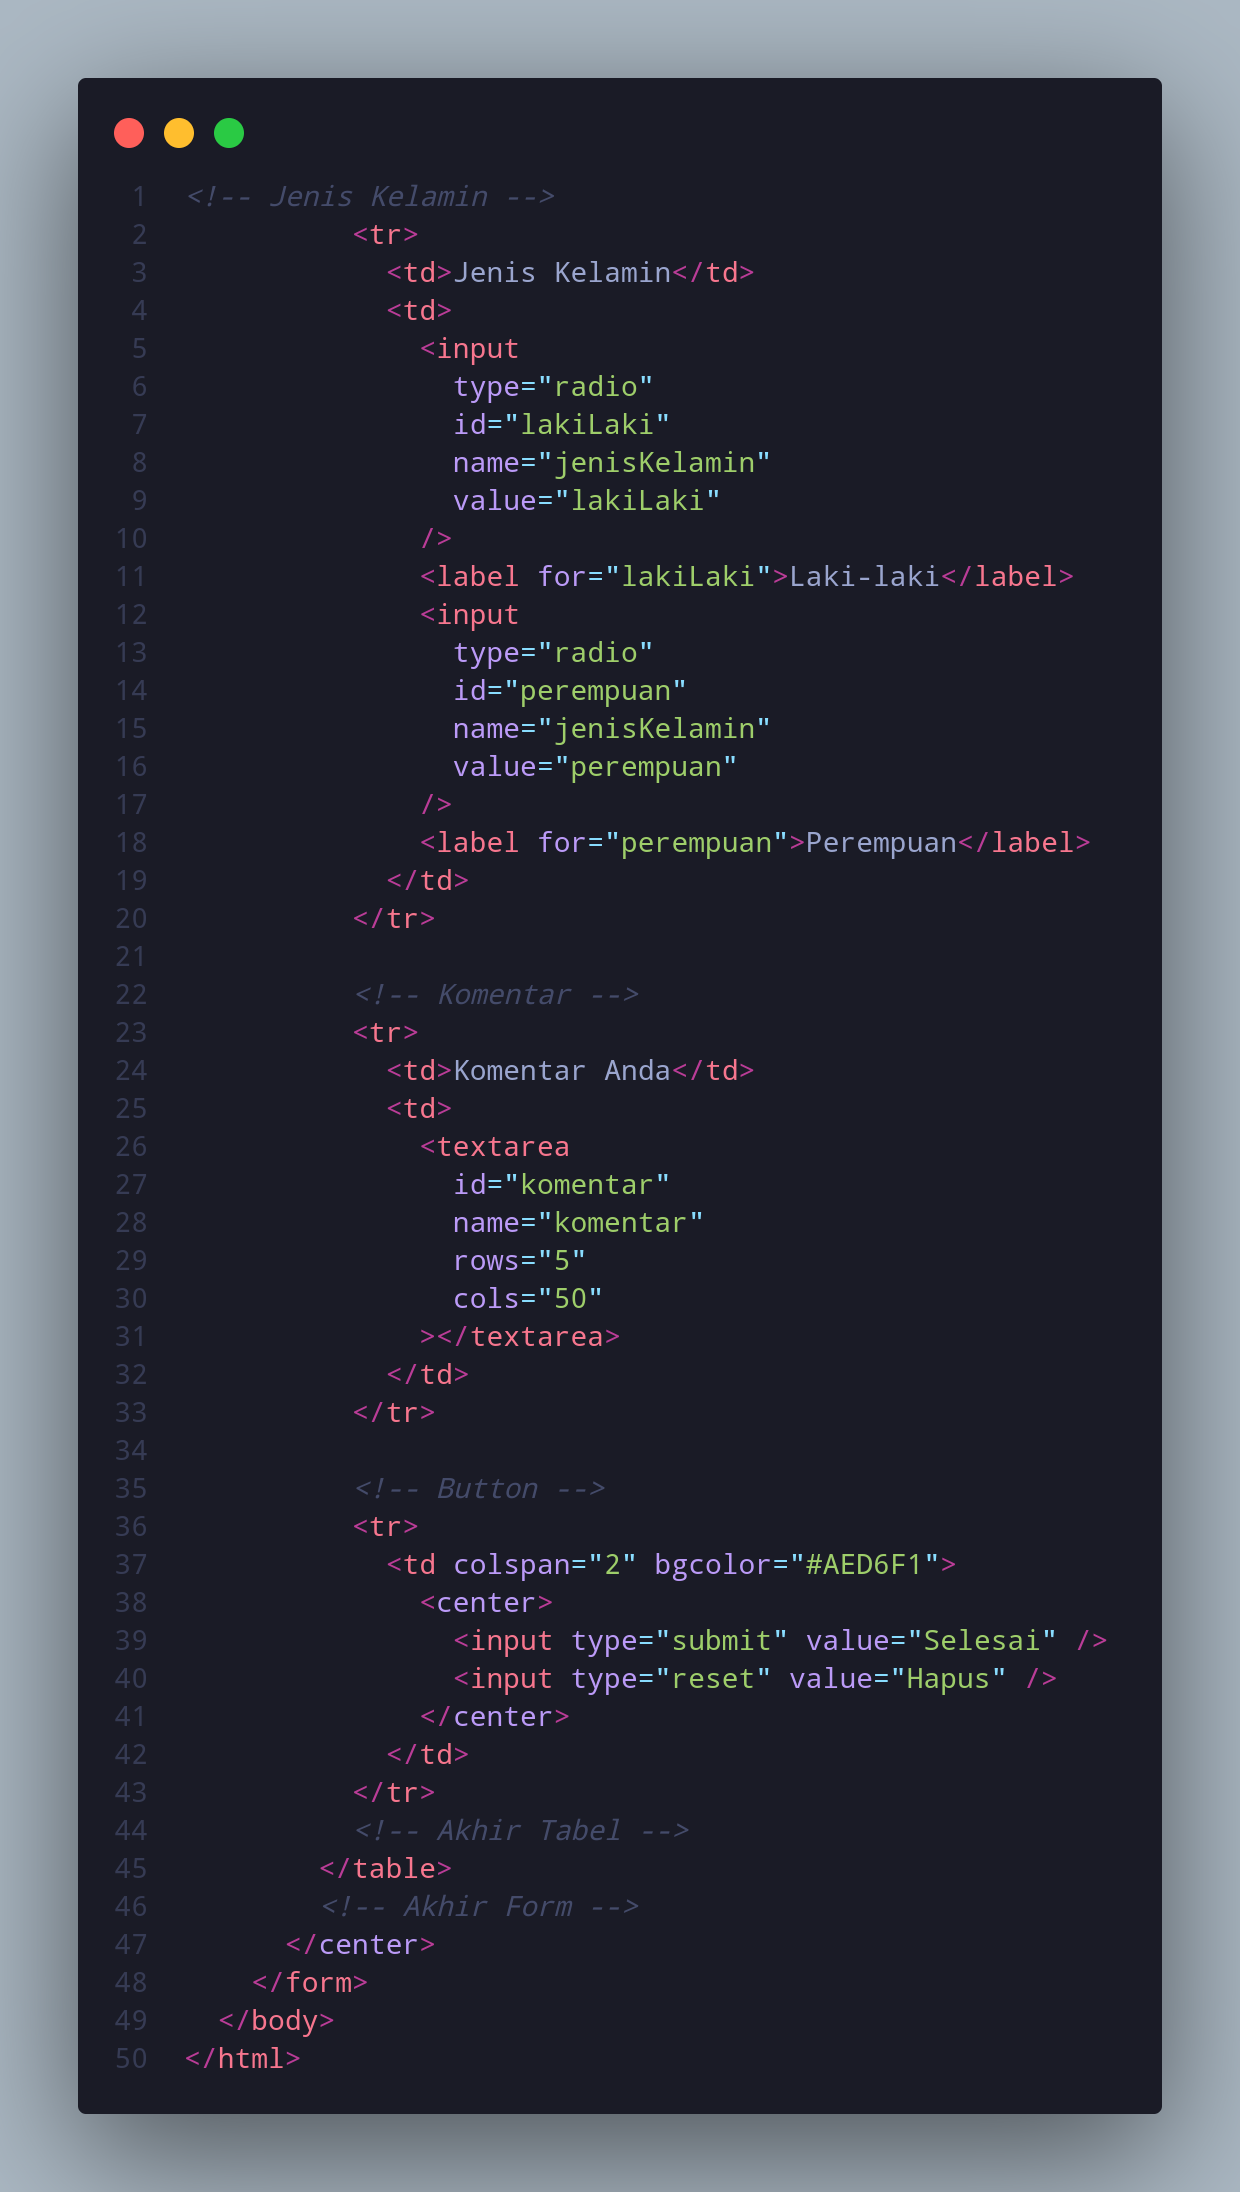 1 <!-- Jenis Kelamin -->
2 <tr>
3 <td>Jenis Kelamin</td>
4 <td>
5 <input
6 type="radio"
7 id="lakiLaki"
8 name="jenisKelamin"
9 value="lakiLaki"
10 />
11 <label for="lakiLaki">Laki-laki</label>
12 <input
13 type="radio"
14 id="perempuan"
15 name="jenisKelamin"
16 value="perempuan"
17 />
18 <label for="perempuan">Perempuan</label>
19 </td>
20 </tr>
21
22 <!-- Komentar -->
23 <tr>
24 <td>Komentar Anda</td>
25 <td>
26 <textarea
27 id="komentar"
28 name="komentar"
29 rows="5"
30 cols="50"
31 ></textarea>
32 </td>
33 </tr>
34
35 <!-- Button -->
36 <tr>
37 <td colspan="2" bgcolor="#AED6F1">
38 <center>
39 <input type="submit" value="Selesai" />
40 <input type="reset" value="Hapus" />
41 </center>
42 </td>
43 </tr>
44 <!-- Akhir Tabel -->
45 </table>
46 <!-- Akhir Form -->
47 </center>
48 </form>
49 </body>
50 </html>